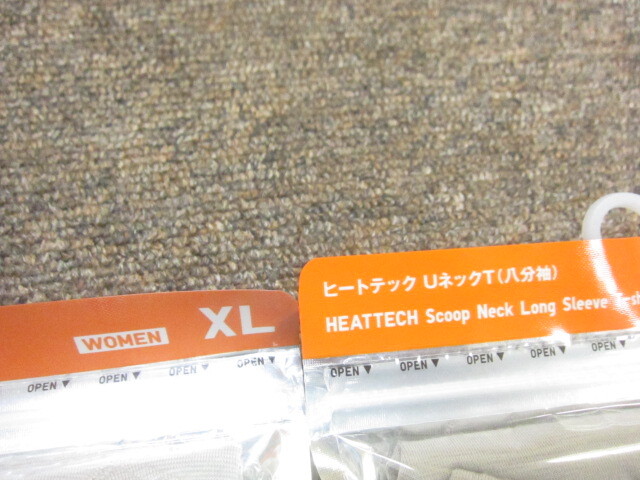 WOMEN XL
OPEN▼ OPEN▼ OPEN▼ OPEN▼
ヒートテック UネックT(八分袖)
HEATTECH Scoop Neck Long Sleeve T-sh
OPEN▼ OPEN▼ OPEN▼ OPEN▼ OPEN